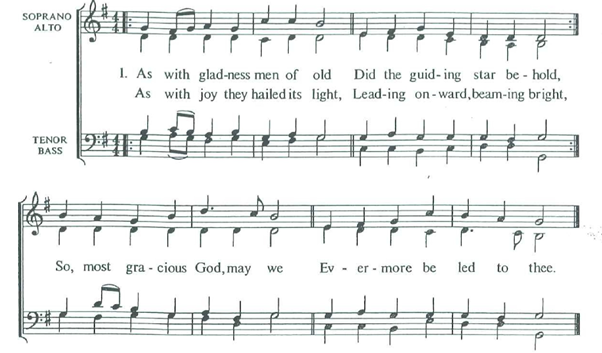 SOPRANO
ALTO
1. As with glad-ness men of old Did the guid-ing star be-hold,
As with joy they hailed its light, Lead-ing on-ward, beam-ing bright,
TENOR
BASS
So, most gra-cious God, may we Ev-er-more be led to thee.